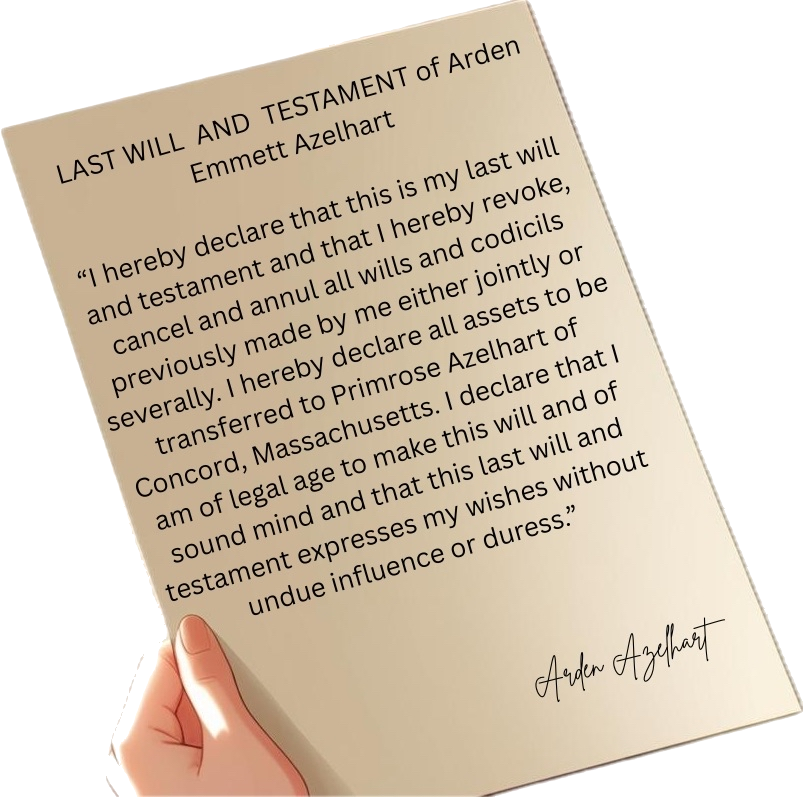 LAST WILL AND TESTAMENT of Arden
Emmett Azelhart
“I hereby declare that this is my last will
and testament and that I hereby revoke,
cancel and annul all wills and codicils
previously made by me either jointly or
severally. I hereby declare all assets to be
transferred to Primrose Azelhart of
Concord, Massachusetts. I declare that I
am of legal age to make this will and of
sound mind and that this last will and
testament expresses my wishes without
undue influence or duress.”
Arden Azelhart